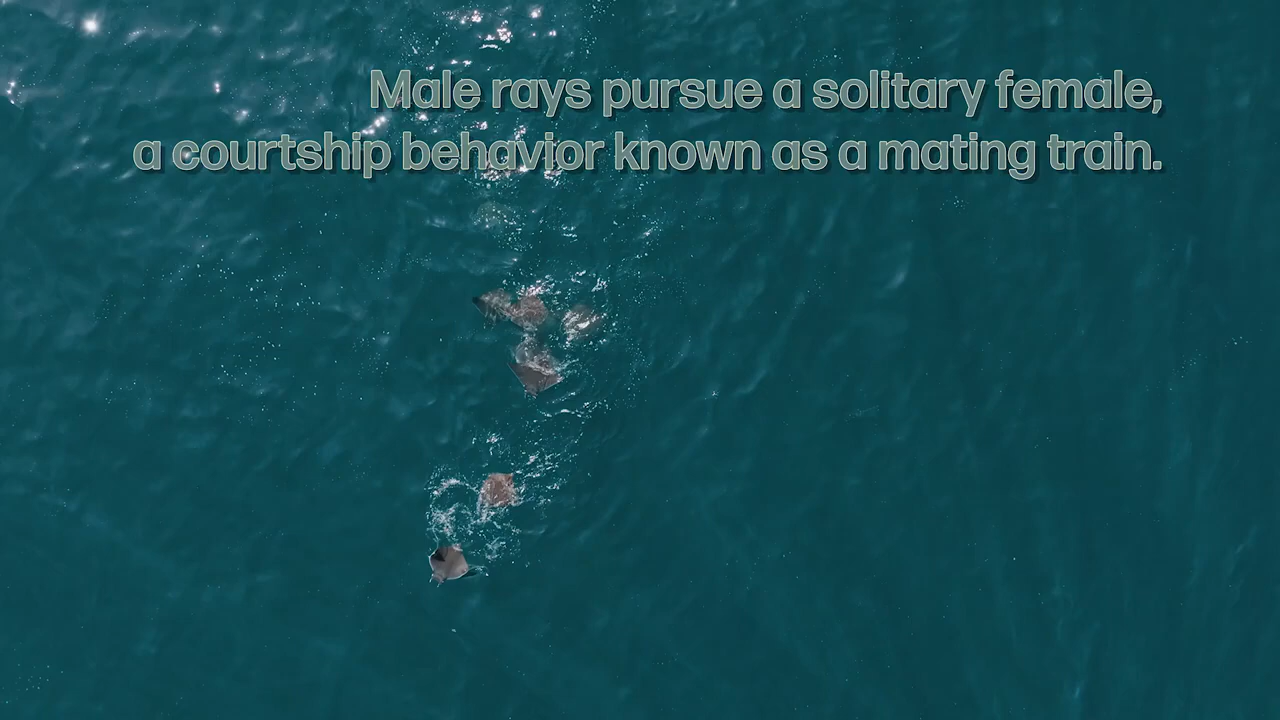 Male rays pursue a solitary female,
a courtship behavior known as a mating train.